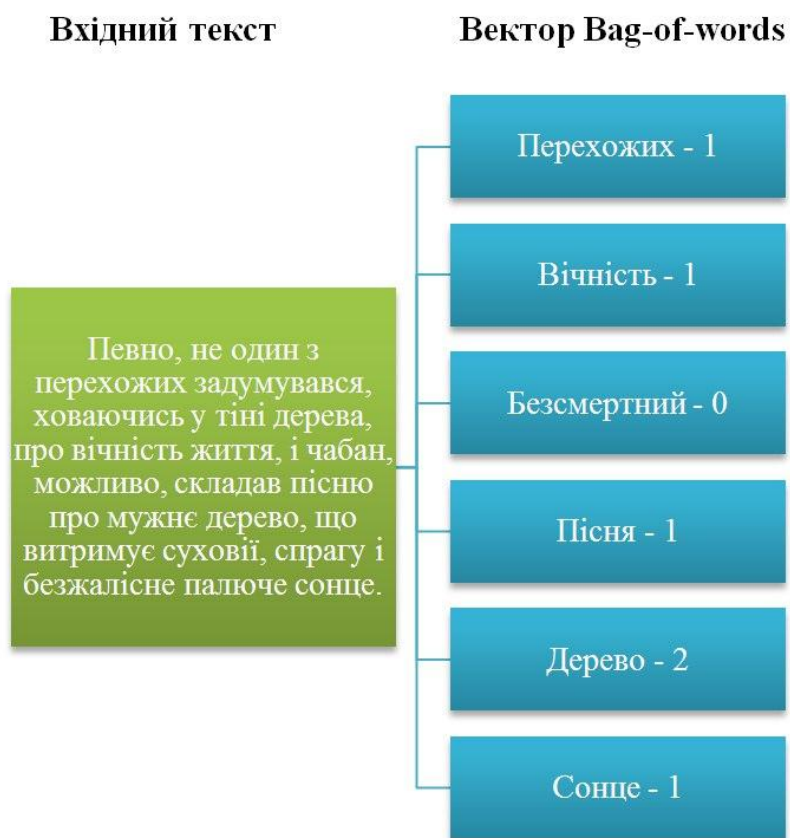 Вхідний текст
Вектор Bag-of-words
Певно, не один з
перехожих задумувався,
ховаючись у тіні дерева,
про вічність життя, і чабан,
можливо, складав пісню
про мужнє дерево, що
витримує суховії, спрагу і
безжалісне палюче сонце.
Перехожих - 1
Вічність - 1
Безсмертний - 0
Пісня - 1
Дерево - 2
Сонце - 1